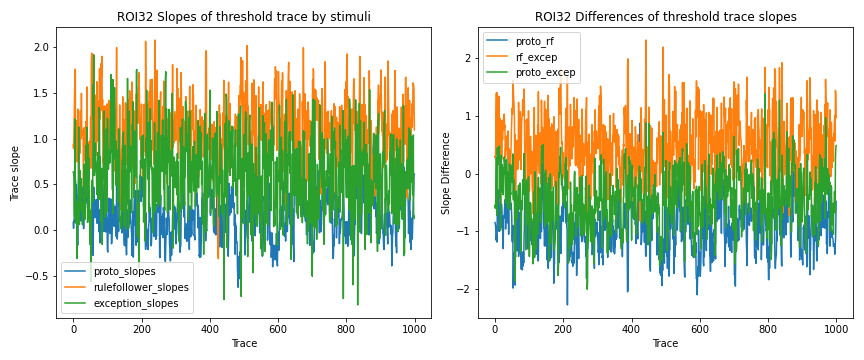 ROI32 Slopes of threshold trace by stimuli
Trace slope
2.0
1.5
1.0
0.5
0.0
−0.5
proto_slopes
rulefollower_slopes
exception_slopes
0
200
400
600
800
1000
Trace
ROI32 Differences of threshold trace slopes
Slope Difference
2
1
0
−1
−2
proto_rf
rf_excep
proto_excep
0
200
400
600
800
1000
Trace